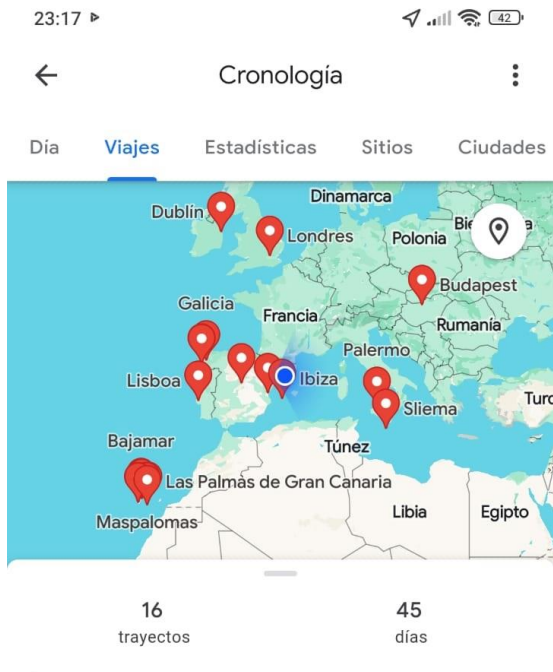 23:17
42
Cronología
Día Viajes Estadísticas Sitios Ciudades
Dinamarca
Dublín
Londres
Polonia
Budapest
Galicia
Francia
Rumanía
Palermo
Lisboa
Ibiza
Sliema
Bajamar
Túnez
Las Palmas de Gran Canaria
Maspalomas
Libia
Egipto
16 45
trayectos días